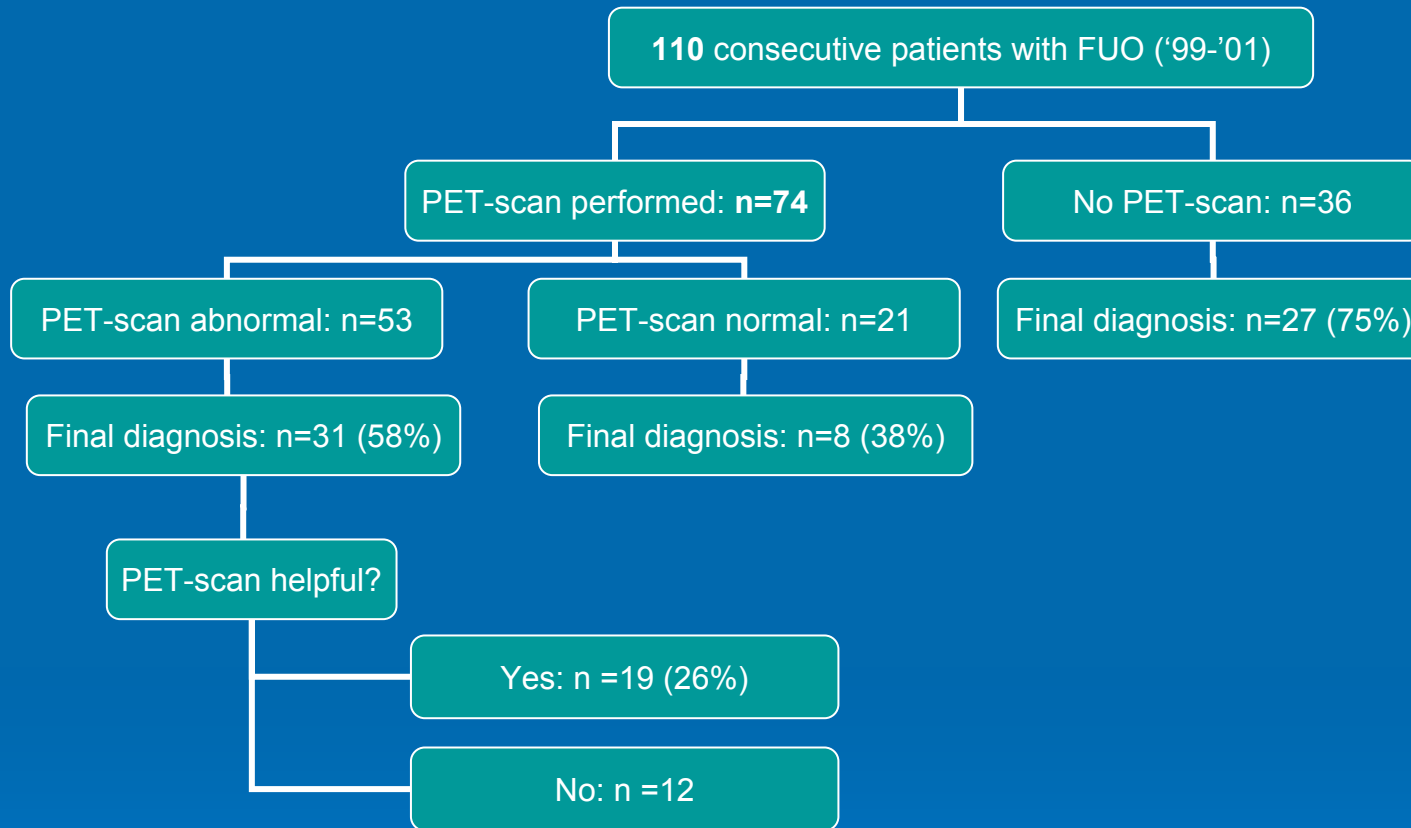 110 consecutive patients with FUO (‘99-’01)
PET-scan performed: n=74
No PET-scan: n=36
PET-scan abnormal: n=53
PET-scan normal: n=21
Final diagnosis: n=27 (75%)
Final diagnosis: n=31 (58%)
Final diagnosis: n=8 (38%)
PET-scan helpful?
Yes: n =19 (26%)
No: n =12